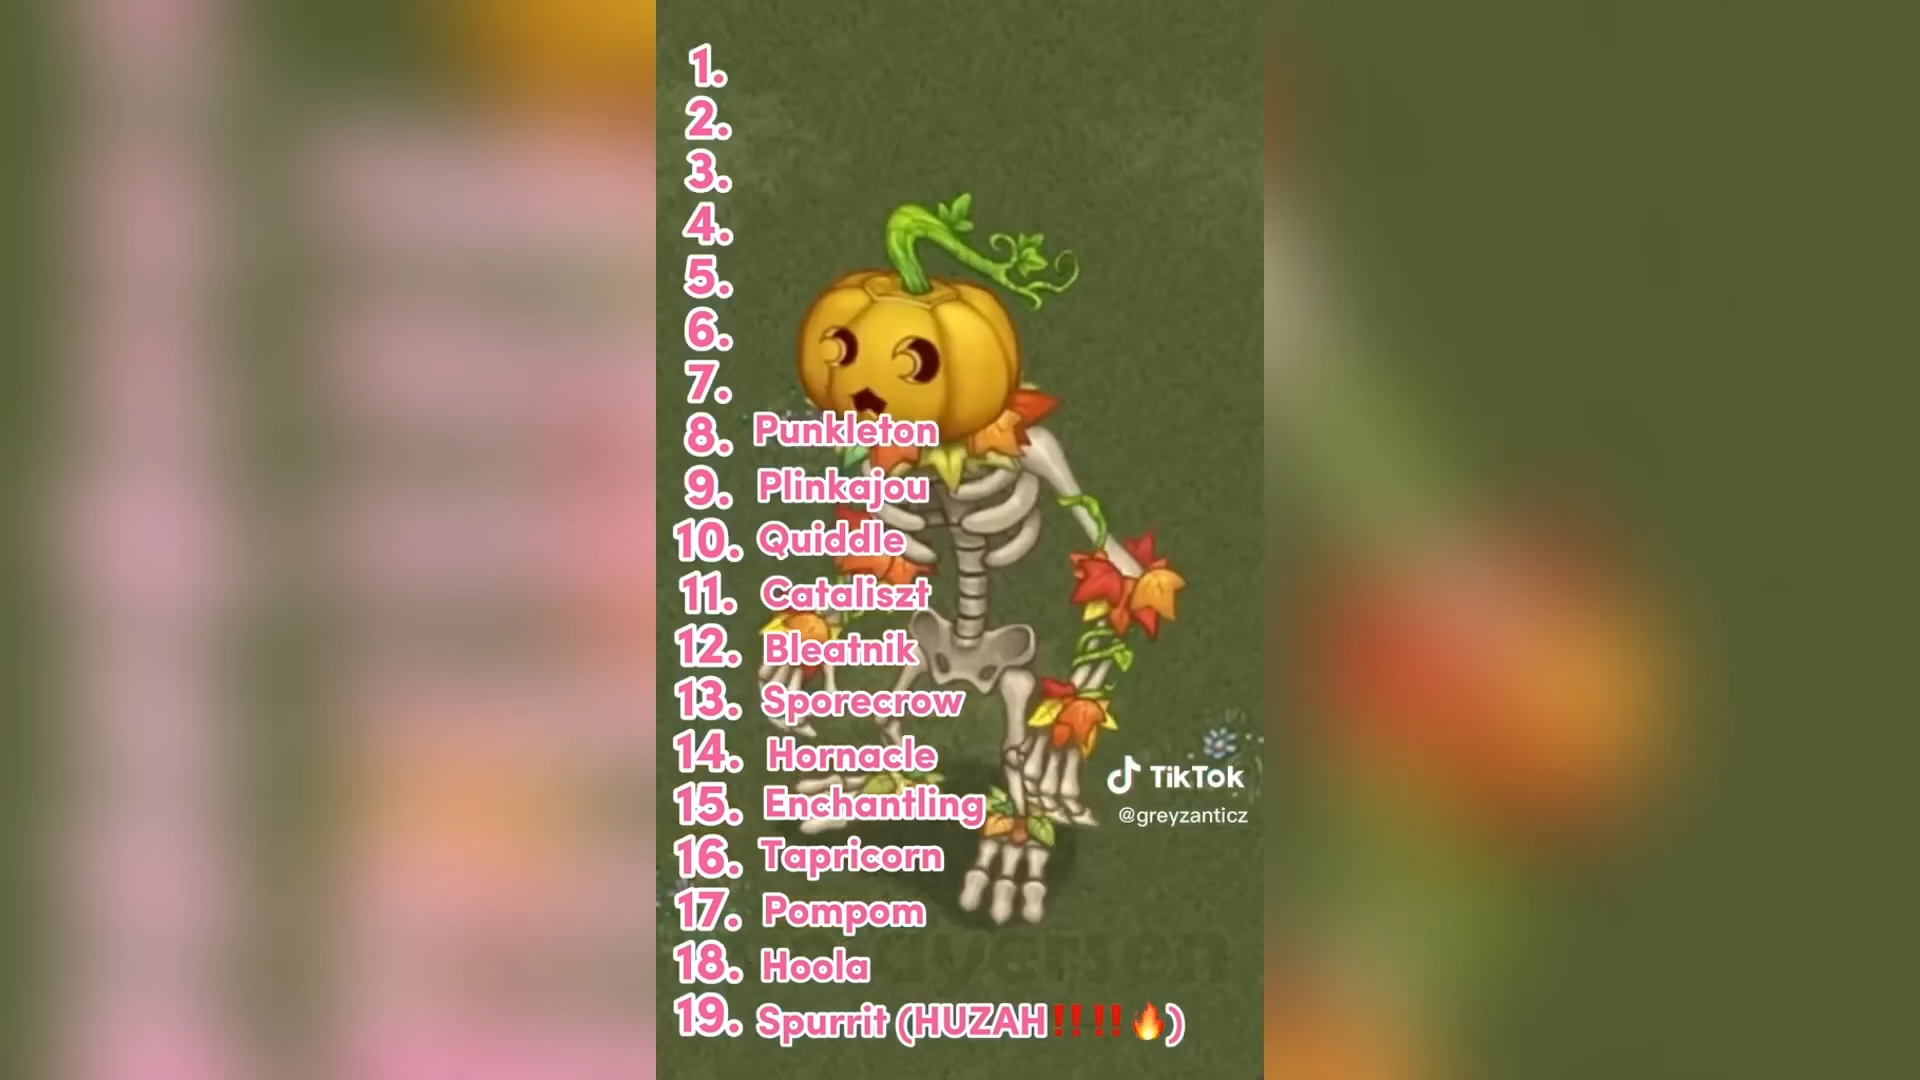 1.
2.
3.
4.
5.
6.
7.
8. Punkleton
9. Plinkajou
10. Quiddle
11. Cataliszt
12. Bleatnik
13. Sporecrow
14. Hornacle
15. Enchantling
16. Tapricorn
17. Pompom
18. Hoola
19. Spurrit (HUZAH‼️‼️🔥)
TikTok
@greyzanticz